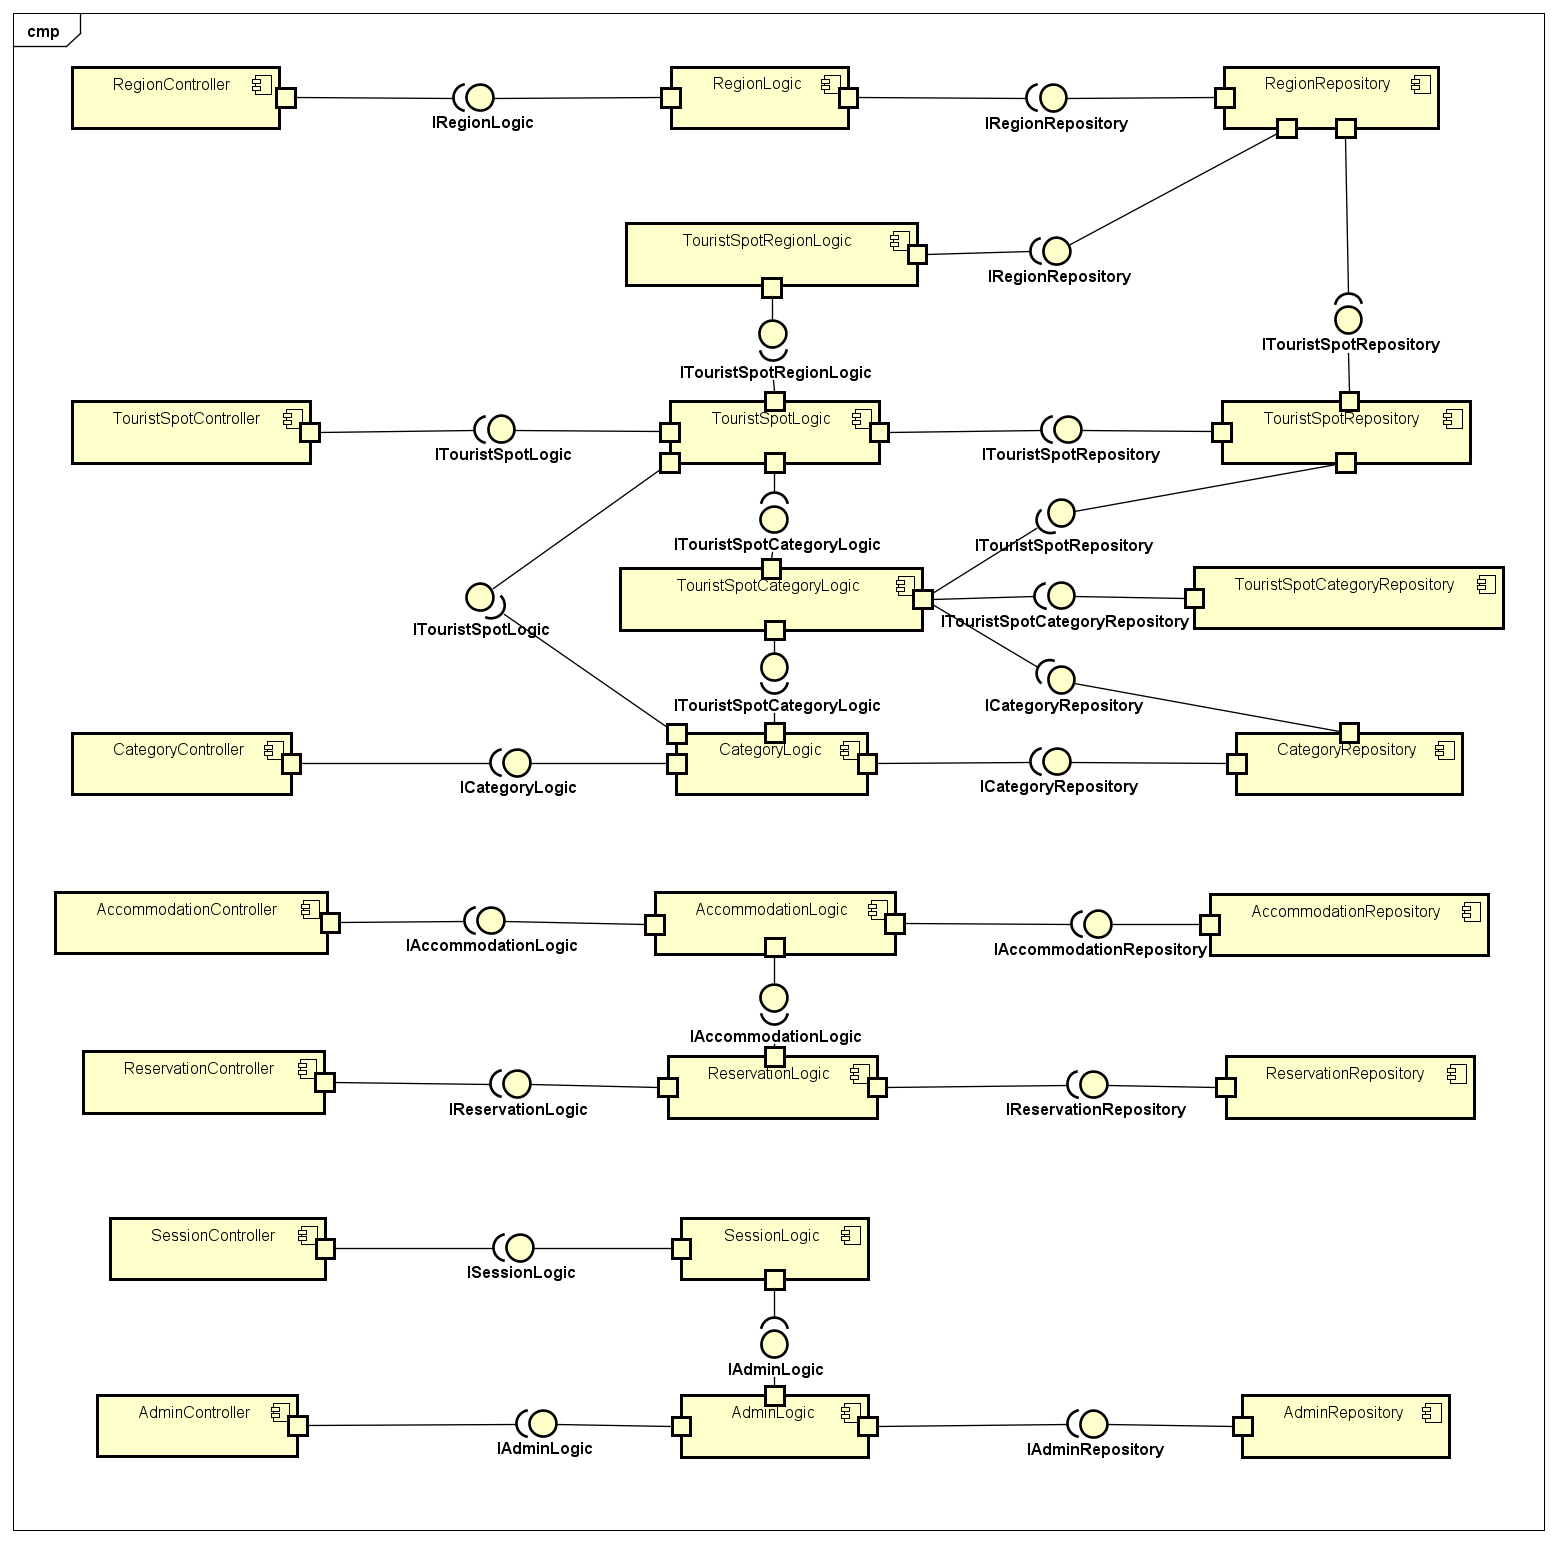 cmp
RegionController
RegionLogic
RegionRepository
IRegionLogic
IRegionRepository
TouristSpotRegionLogic
IRegionRepository
ITouristSpotRepository
ITouristSpotRegionLogic
TouristSpotController
TouristSpotLogic
TouristSpotRepository
ITouristSpotLogic
ITouristSpotRepository
ITouristSpotCategoryLogic
ITouristSpotRepository
TouristSpotCategoryLogic
TouristSpotCategoryRepository
ITouristSpotLogic
ITouristSpotCategoryRepository
ITouristSpotCategoryLogic
ICategoryRepository
CategoryController
CategoryLogic
CategoryRepository
ICategoryLogic
ICategoryRepository
AccommodationController
AccommodationLogic
AccommodationRepository
IAccommodationLogic
IAccommodationRepository
IAccommodationLogic
ReservationController
ReservationLogic
ReservationRepository
IReservationLogic
IReservationRepository
SessionController
SessionLogic
ISessionLogic
IAdminLogic
AdminController
AdminLogic
AdminRepository
IAdminLogic
IAdminRepository